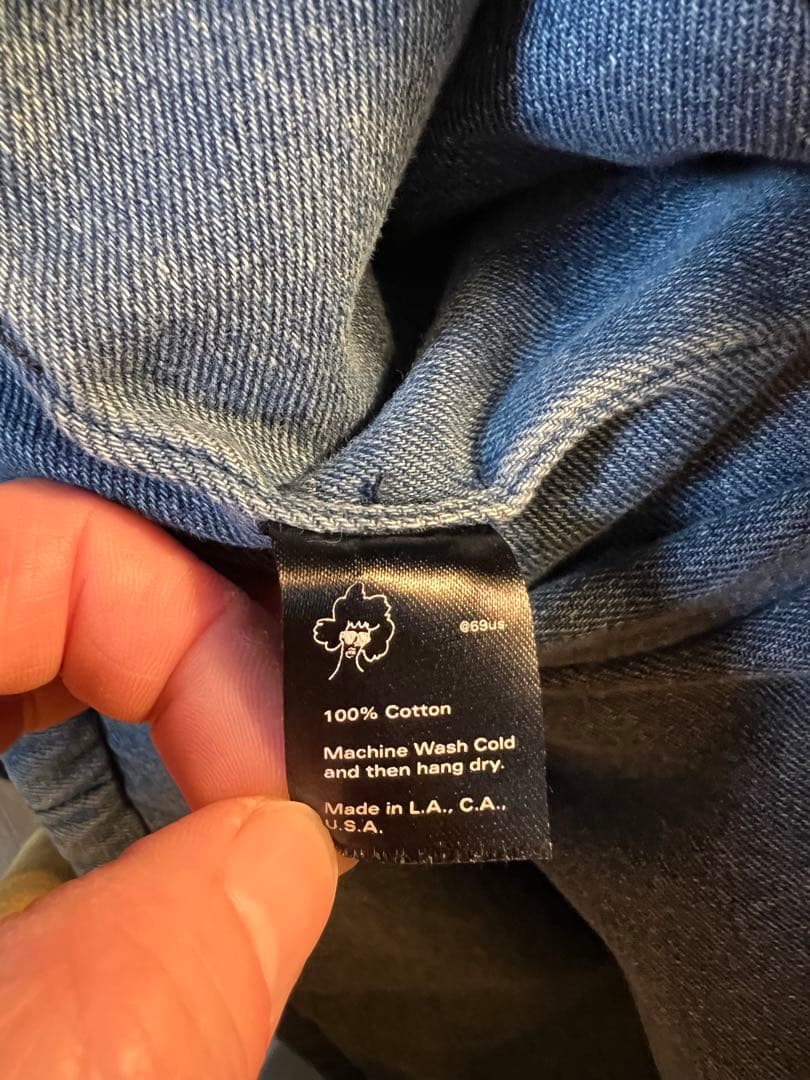 @69us
100% Cotton
Machine Wash Cold
and then hang dry.
Made in L.A., C.A.,
U.S.A.